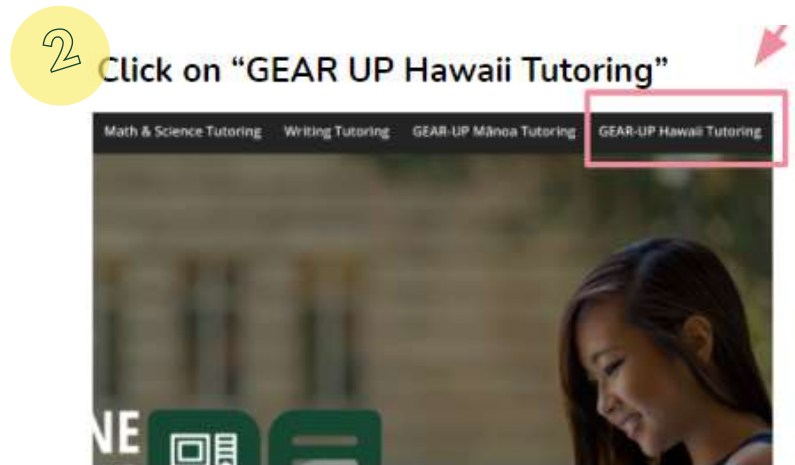 2
Click on “GEAR UP Hawaii Tutoring”
Math & Science Tutoring Writing Tutoring GEAR-UP Mānoa Tutoring GEAR-UP Hawaii Tutoring
NE